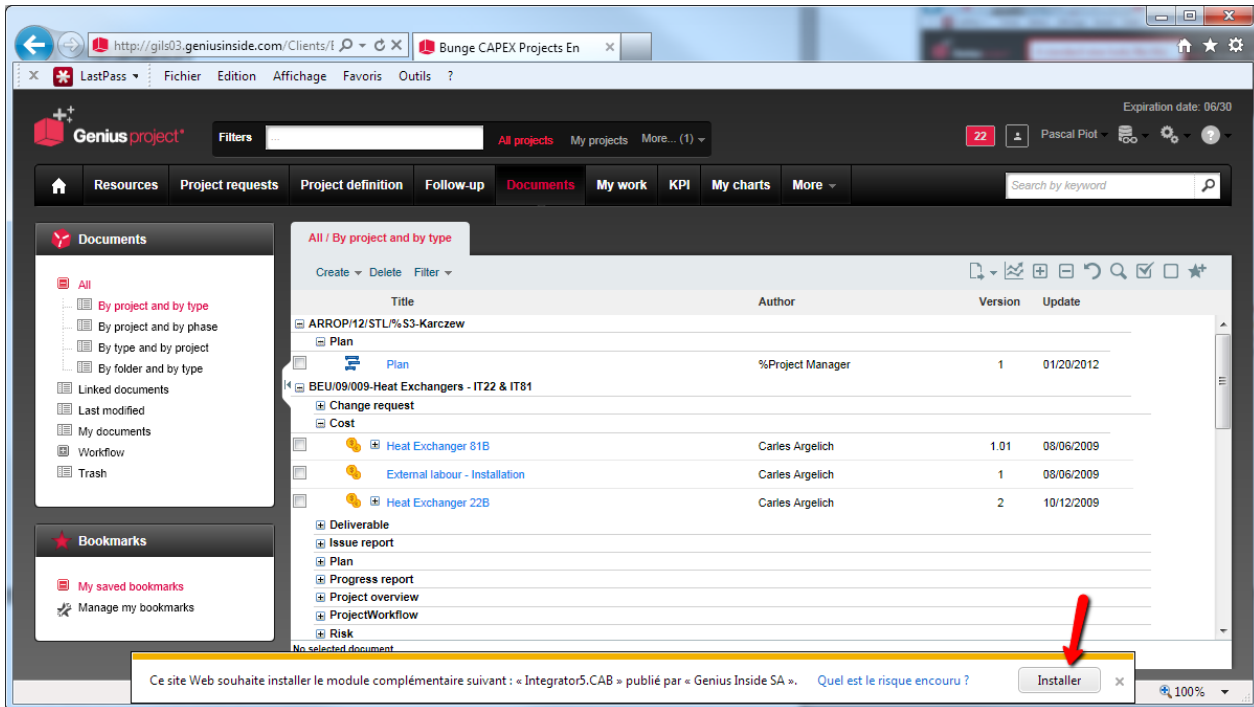 http://gils03.geniusinside.com/Clients/E
Bunge CAPEX Projects En
LastPass
Fichier Edition Affichage Favoris Outils ?
Expiration date: 06/30
Genius project
Filters
...
All projects My projects More... (1)
22
Pascal Piot
Resources Project requests Project definition Follow-up Documents My work KPI My charts More
Search by keyword
Documents
All
By project and by type
By project and by phase
By type and by project
By folder and by type
Linked documents
Last modified
My documents
Workflow
Trash
Bookmarks
My saved bookmarks
Manage my bookmarks
All / By project and by type
Create Delete Filter
Title Author Version Update
ARROP/12/STL/%S3-Karczew
Plan
Plan %Project Manager 1 01/20/2012
BEU/09/009-Heat Exchangers - IT22 & IT81
Change request
Cost
Heat Exchanger 81B Carles Argelich 1.01 08/06/2009
External labour - Installation Carles Argelich 1 08/06/2009
Heat Exchanger 22B Carles Argelich 2 10/12/2009
Deliverable
Issue report
Plan
Progress report
Project overview
ProjectWorkflow
Risk
No selected document
Ce site Web souhaite installer le module complémentaire suivant : « Integrator5.CAB » publié par « Genius Inside SA ». Quel est le risque encouru ? Installer
100%